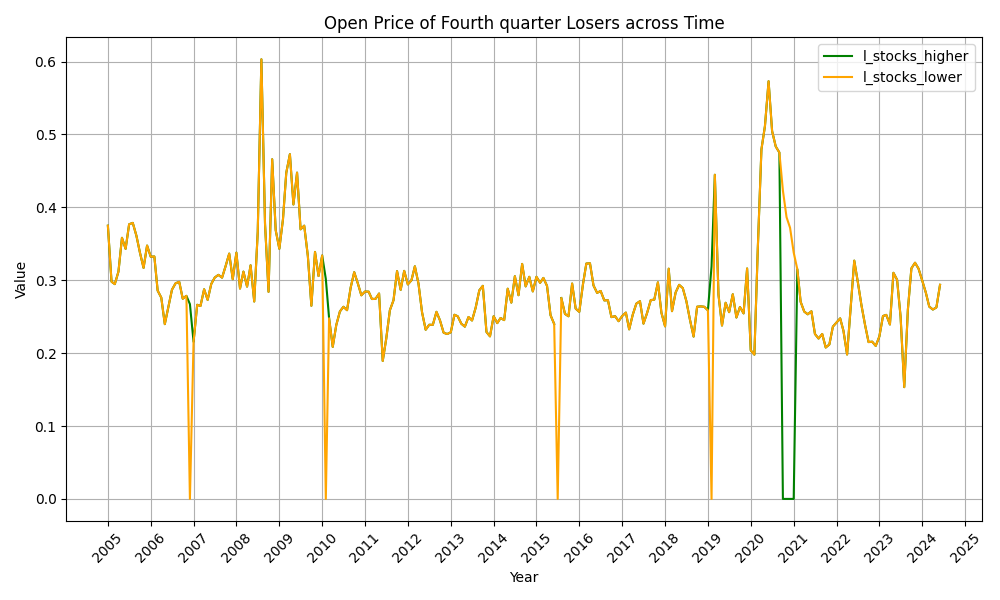 Open Price of Fourth quarter Losers across Time
l_stocks_higher
l_stocks_lower
Value
0.6
0.5
0.4
0.3
0.2
0.1
0.0
2005 2006 2007 2008 2009 2010 2011 2012 2013 2014 2015 2016 2017 2018 2019 2020 2021 2022 2023 2024 2025
Year